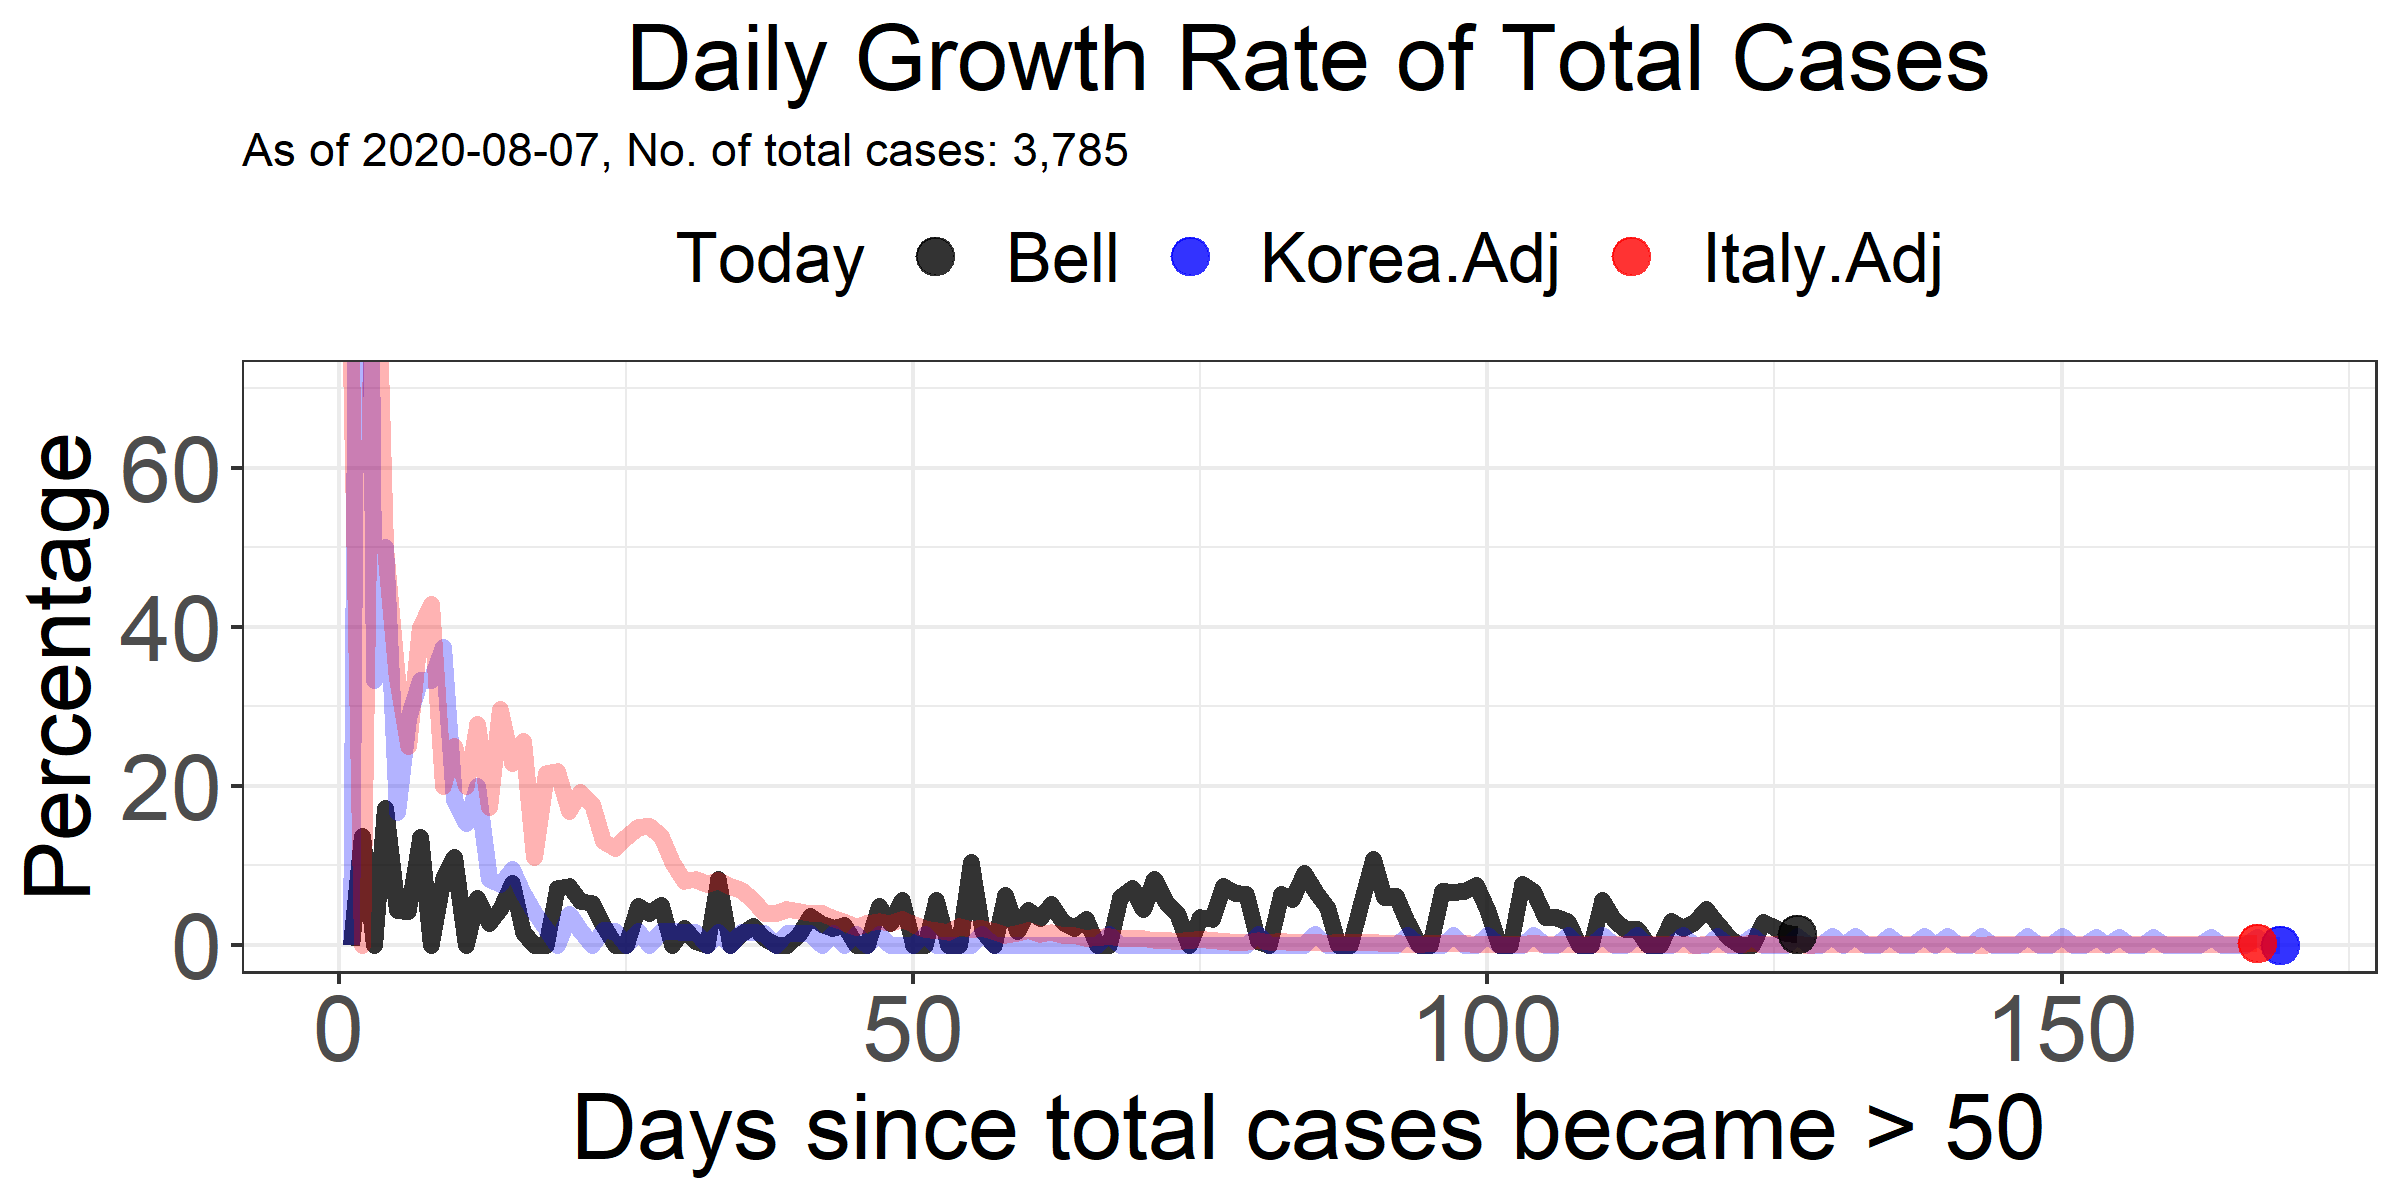 Daily Growth Rate of Total Cases
As of 2020-08-07, No. of total cases: 3,785
Today Bell Korea.Adj Italy.Adj
Percentage
60
40
20
0
0 50 100 150
Days since total cases became > 50